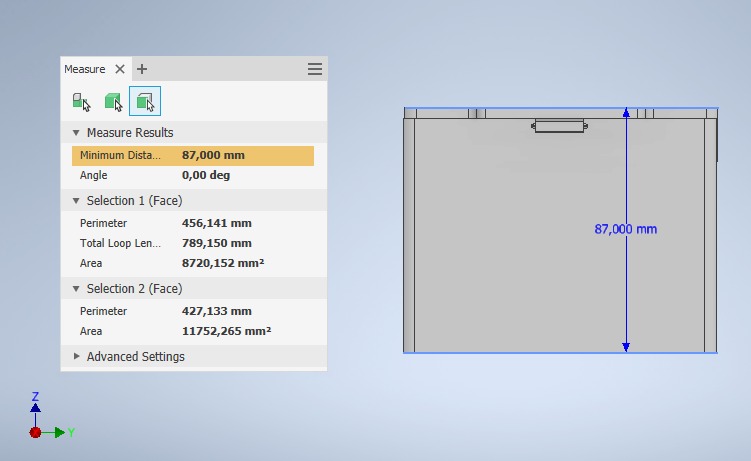 Measure
Measure Results
Minimum Dista... 87,000 mm
Angle 0,00 deg
Selection 1 (Face)
Perimeter 456,141 mm
Total Loop Len... 789,150 mm
Area 8720,152 mm²
Selection 2 (Face)
Perimeter 427,133 mm
Area 11752,265 mm²
Advanced Settings
87,000 mm
Z
Y